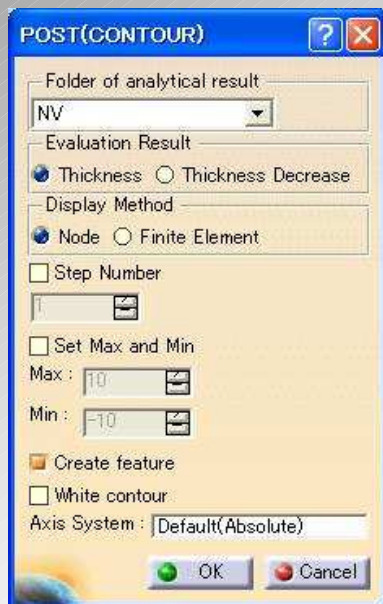 POST(CONTOUR)
Folder of analytical result
NV
Evaluation Result
Thickness Thickness Decrease
Display Method
Node Finite Element
Step Number
1
Set Max and Min
Max : 10
Min : -10
Create feature
White contour
Axis System : Default(Absolute)
OK Cancel